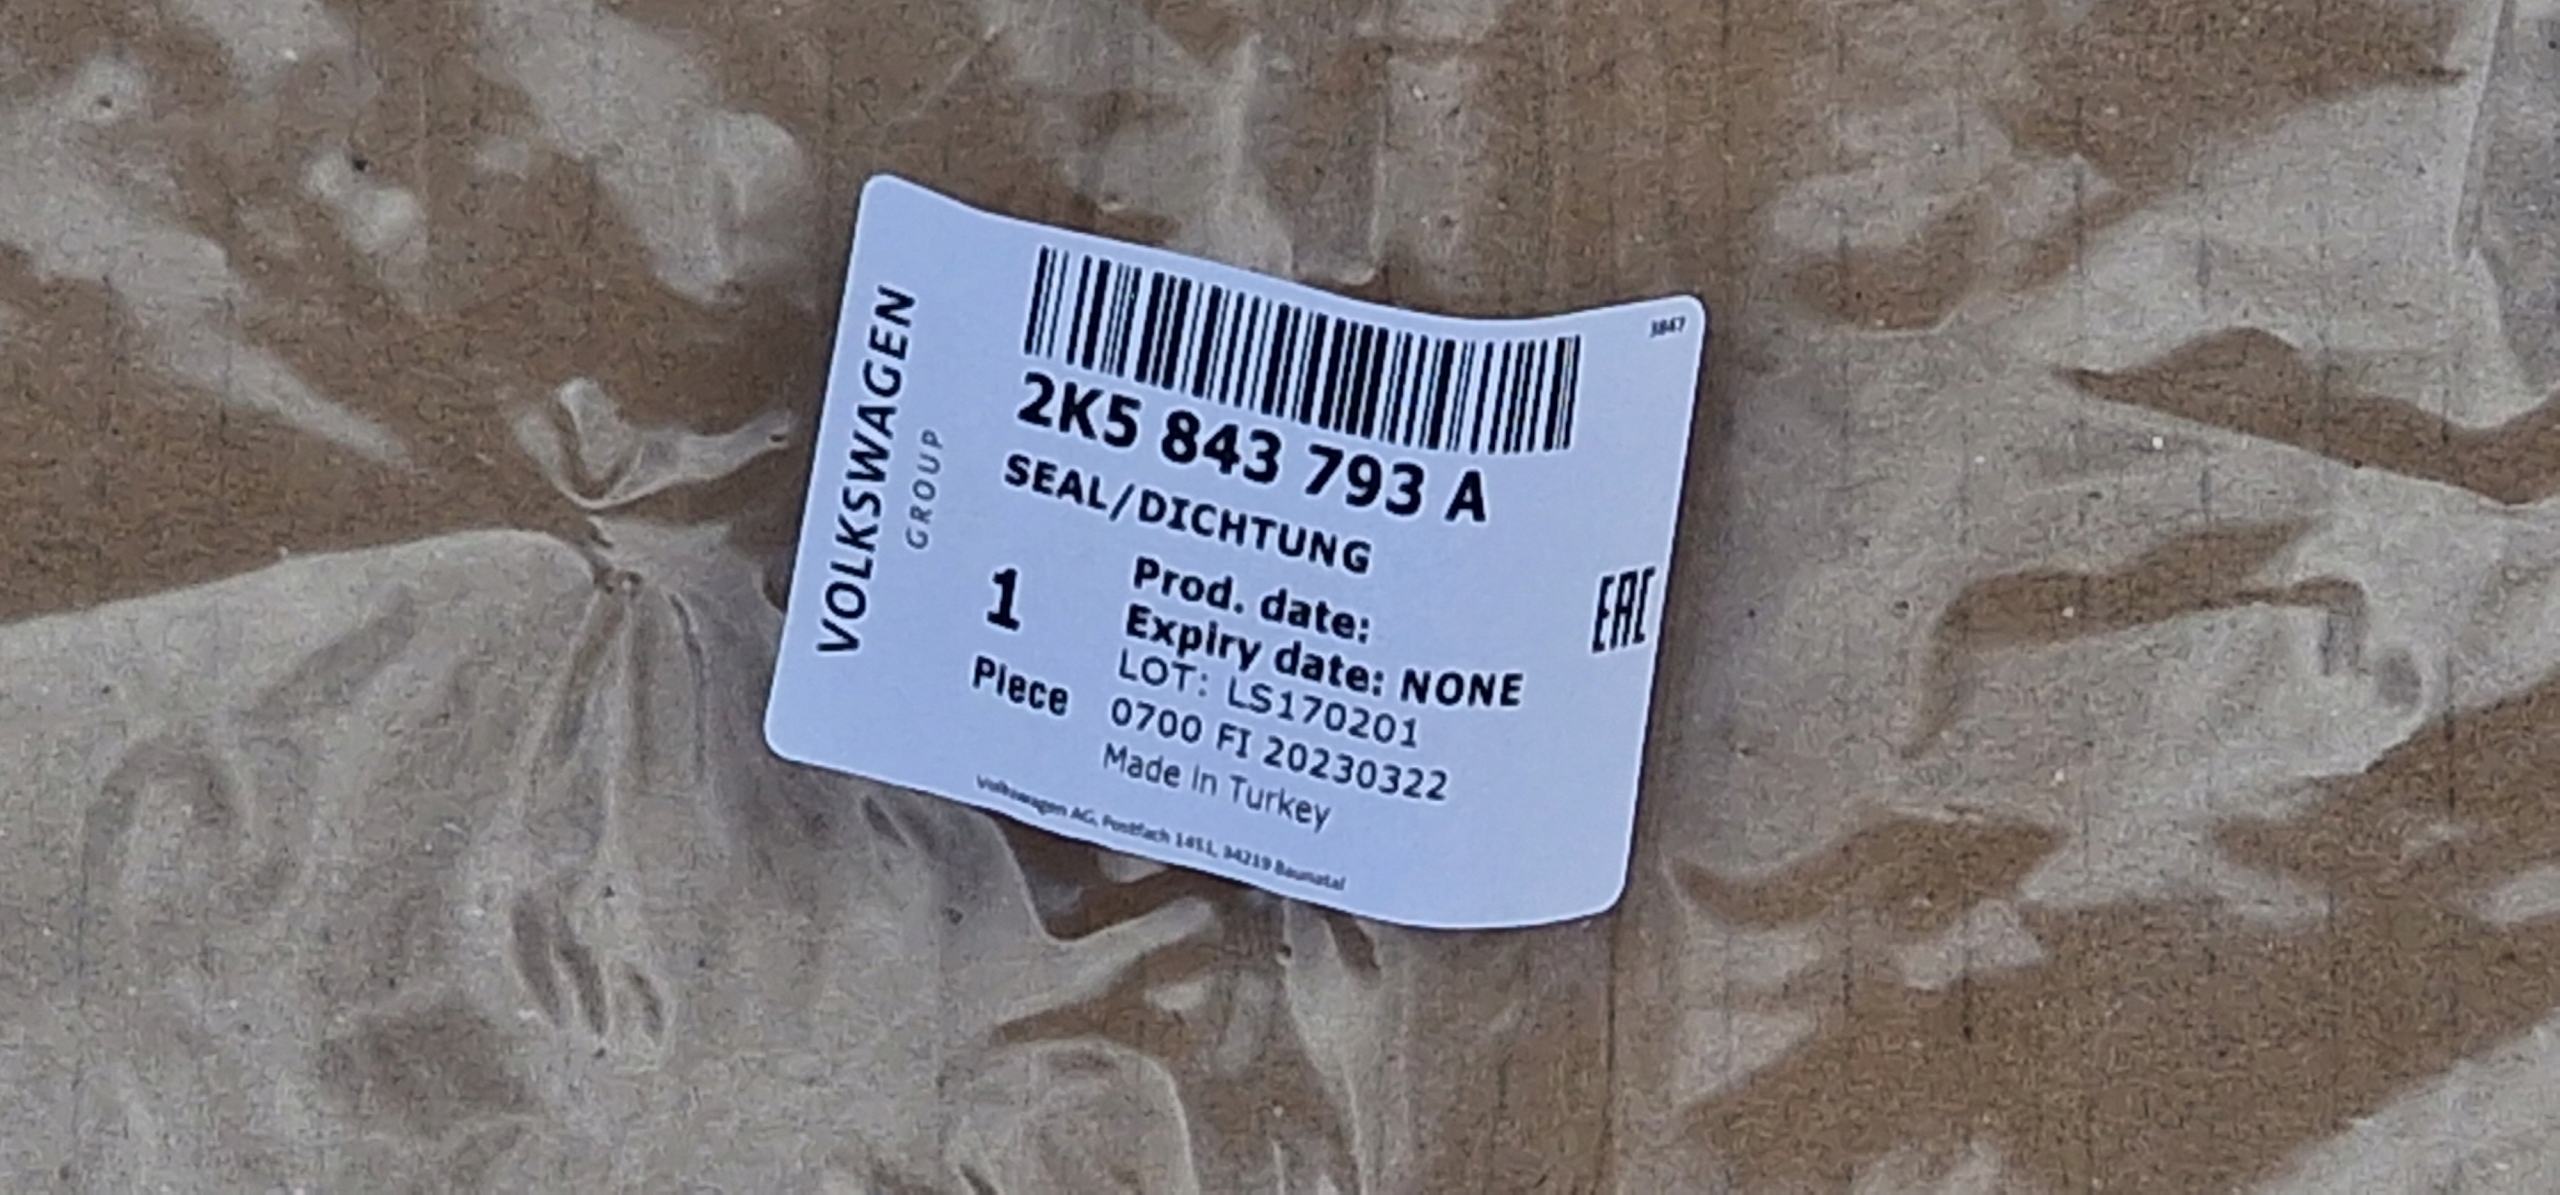 VOLKSWAGEN
GROUP
3847
2K5 843 793 A
SEAL/DICHTUNG
1
Piece
Prod. date:
Expiry date: NONE
LOT: LS170201
0700 FI 20230322
Made in Turkey
EAC
Volkswagen AG, Postfach 1451, 34219 Baunatal